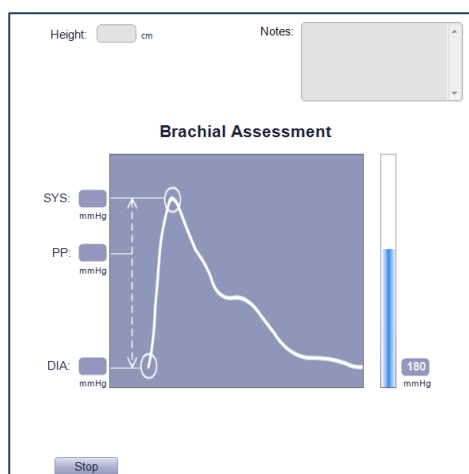 Height: cm
Notes:
Brachial Assessment
SYS:
mmHg
PP:
mmHg
DIA:
mmHg
180
mmHg
Stop